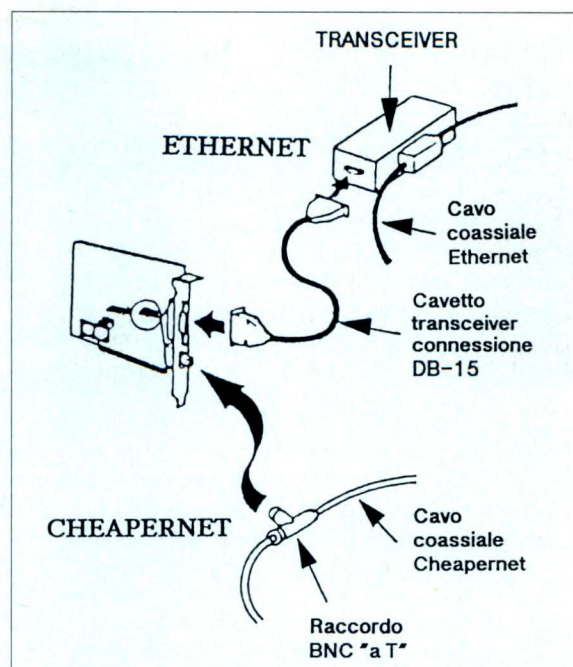 TRANSCEIVER
ETHERNET
Cavo
coassiale
Ethernet
Cavetto
transceiver
connessione
DB-15
CHEAPERNET
Cavo
coassiale
Cheapernet
Raccordo
BNC "a T"